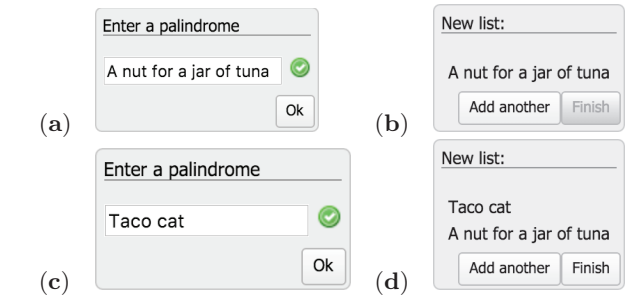 Enter a palindrome
A nut for a jar of tuna
Ok
(a)
New list:
A nut for a jar of tuna
Add another Finish
(b)
Enter a palindrome
Taco cat
Ok
(c)
New list:
Taco cat
A nut for a jar of tuna
Add another Finish
(d)